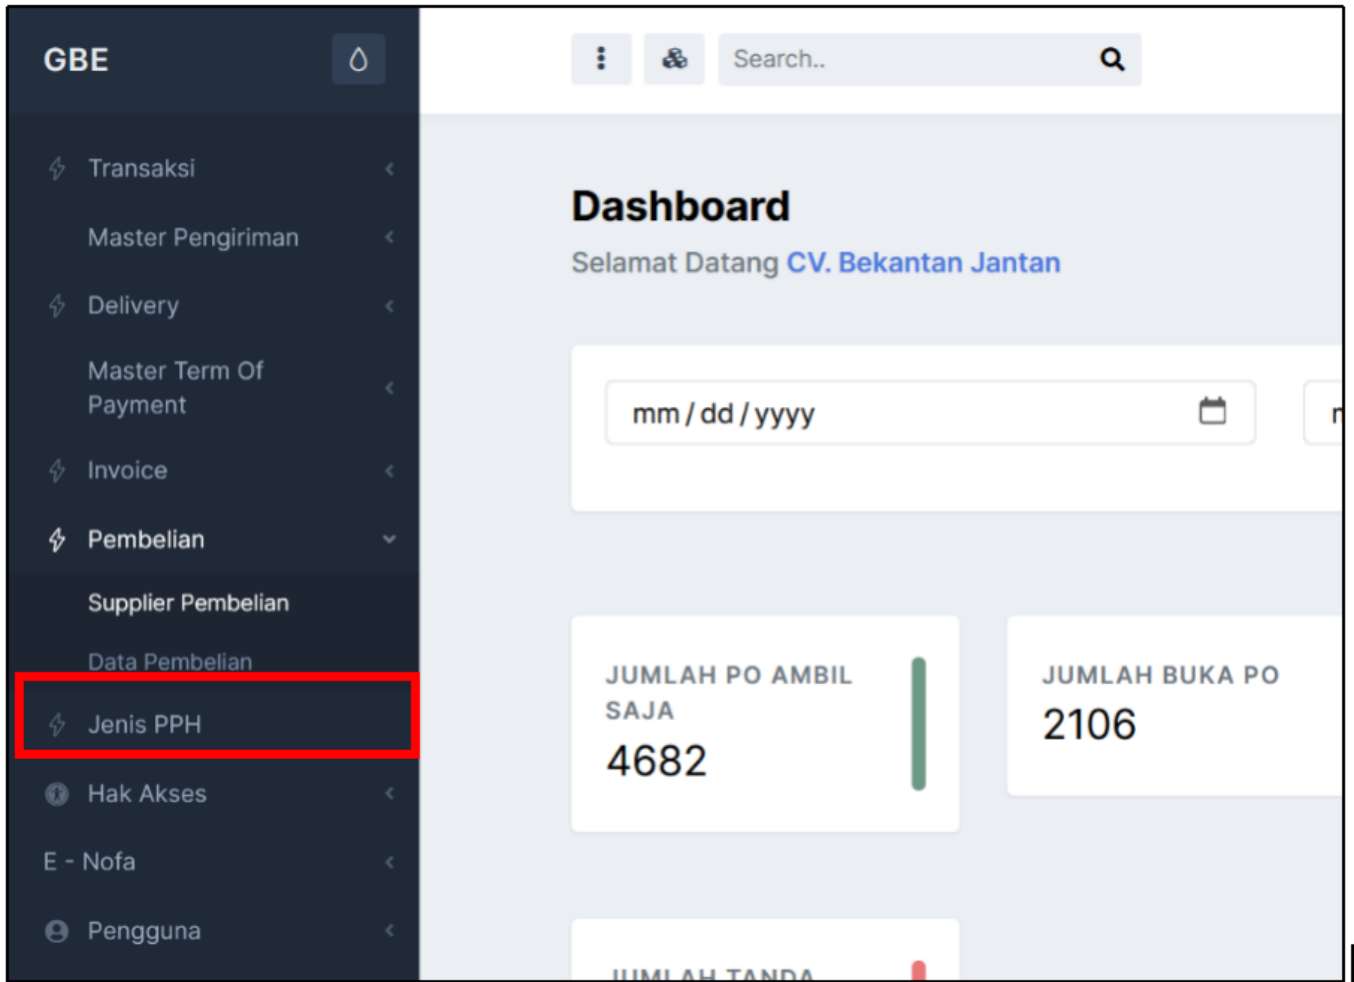 GBE
Search..
Transaksi
Master Pengiriman
Delivery
Master Term Of
Payment
Invoice
Pembelian
Supplier Pembelian
Data Pembelian
Jenis PPH
Hak Akses
E - Nofa
Pengguna
Dashboard
Selamat Datang CV. Bekantan Jantan
mm / dd / yyyy
JUMLAH PO AMBIL
SAJA
4682
JUMLAH BUKA PO
2106
JUMLAH TANDA